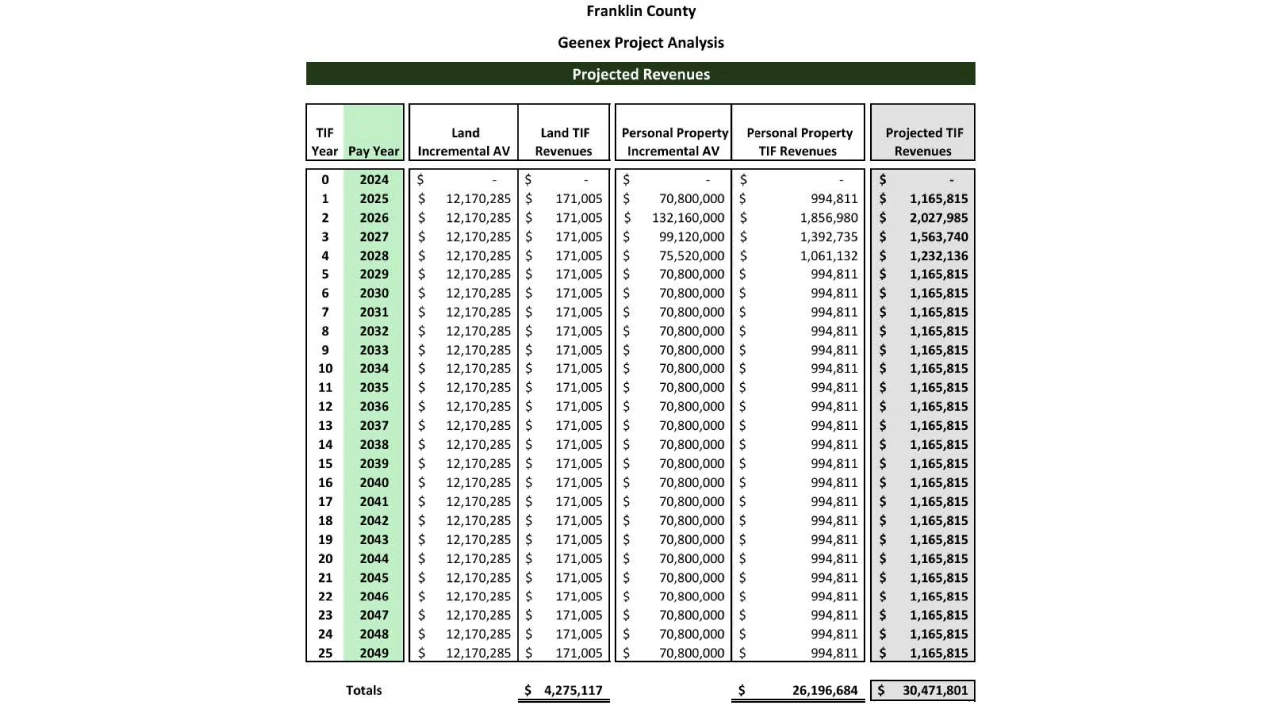 Franklin County
Geenex Project Analysis
Projected Revenues
TIF Year Pay Year Land Incremental AV Land TIF Revenues Personal Property Incremental AV Personal Property TIF Revenues Projected TIF Revenues
0 2024 $ - $ - $ - $ - $ -
1 2025 $ 12,170,285 $ 171,005 $ 70,800,000 $ 994,811 $ 1,165,815
2 2026 $ 12,170,285 $ 171,005 $ 132,160,000 $ 1,856,980 $ 2,027,985
3 2027 $ 12,170,285 $ 171,005 $ 99,120,000 $ 1,392,735 $ 1,563,740
4 2028 $ 12,170,285 $ 171,005 $ 75,520,000 $ 1,061,132 $ 1,232,136
5 2029 $ 12,170,285 $ 171,005 $ 70,800,000 $ 994,811 $ 1,165,815
6 2030 $ 12,170,285 $ 171,005 $ 70,800,000 $ 994,811 $ 1,165,815
7 2031 $ 12,170,285 $ 171,005 $ 70,800,000 $ 994,811 $ 1,165,815
8 2032 $ 12,170,285 $ 171,005 $ 70,800,000 $ 994,811 $ 1,165,815
9 2033 $ 12,170,285 $ 171,005 $ 70,800,000 $ 994,811 $ 1,165,815
10 2034 $ 12,170,285 $ 171,005 $ 70,800,000 $ 994,811 $ 1,165,815
11 2035 $ 12,170,285 $ 171,005 $ 70,800,000 $ 994,811 $ 1,165,815
12 2036 $ 12,170,285 $ 171,005 $ 70,800,000 $ 994,811 $ 1,165,815
13 2037 $ 12,170,285 $ 171,005 $ 70,800,000 $ 994,811 $ 1,165,815
14 2038 $ 12,170,285 $ 171,005 $ 70,800,000 $ 994,811 $ 1,165,815
15 2039 $ 12,170,285 $ 171,005 $ 70,800,000 $ 994,811 $ 1,165,815
16 2040 $ 12,170,285 $ 171,005 $ 70,800,000 $ 994,811 $ 1,165,815
17 2041 $ 12,170,285 $ 171,005 $ 70,800,000 $ 994,811 $ 1,165,815
18 2042 $ 12,170,285 $ 171,005 $ 70,800,000 $ 994,811 $ 1,165,815
19 2043 $ 12,170,285 $ 171,005 $ 70,800,000 $ 994,811 $ 1,165,815
20 2044 $ 12,170,285 $ 171,005 $ 70,800,000 $ 994,811 $ 1,165,815
21 2045 $ 12,170,285 $ 171,005 $ 70,800,000 $ 994,811 $ 1,165,815
22 2046 $ 12,170,285 $ 171,005 $ 70,800,000 $ 994,811 $ 1,165,815
23 2047 $ 12,170,285 $ 171,005 $ 70,800,000 $ 994,811 $ 1,165,815
24 2048 $ 12,170,285 $ 171,005 $ 70,800,000 $ 994,811 $ 1,165,815
25 2049 $ 12,170,285 $ 171,005 $ 70,800,000 $ 994,811 $ 1,165,815
Totals $ 4,275,117 $ 26,196,684 $ 30,471,801